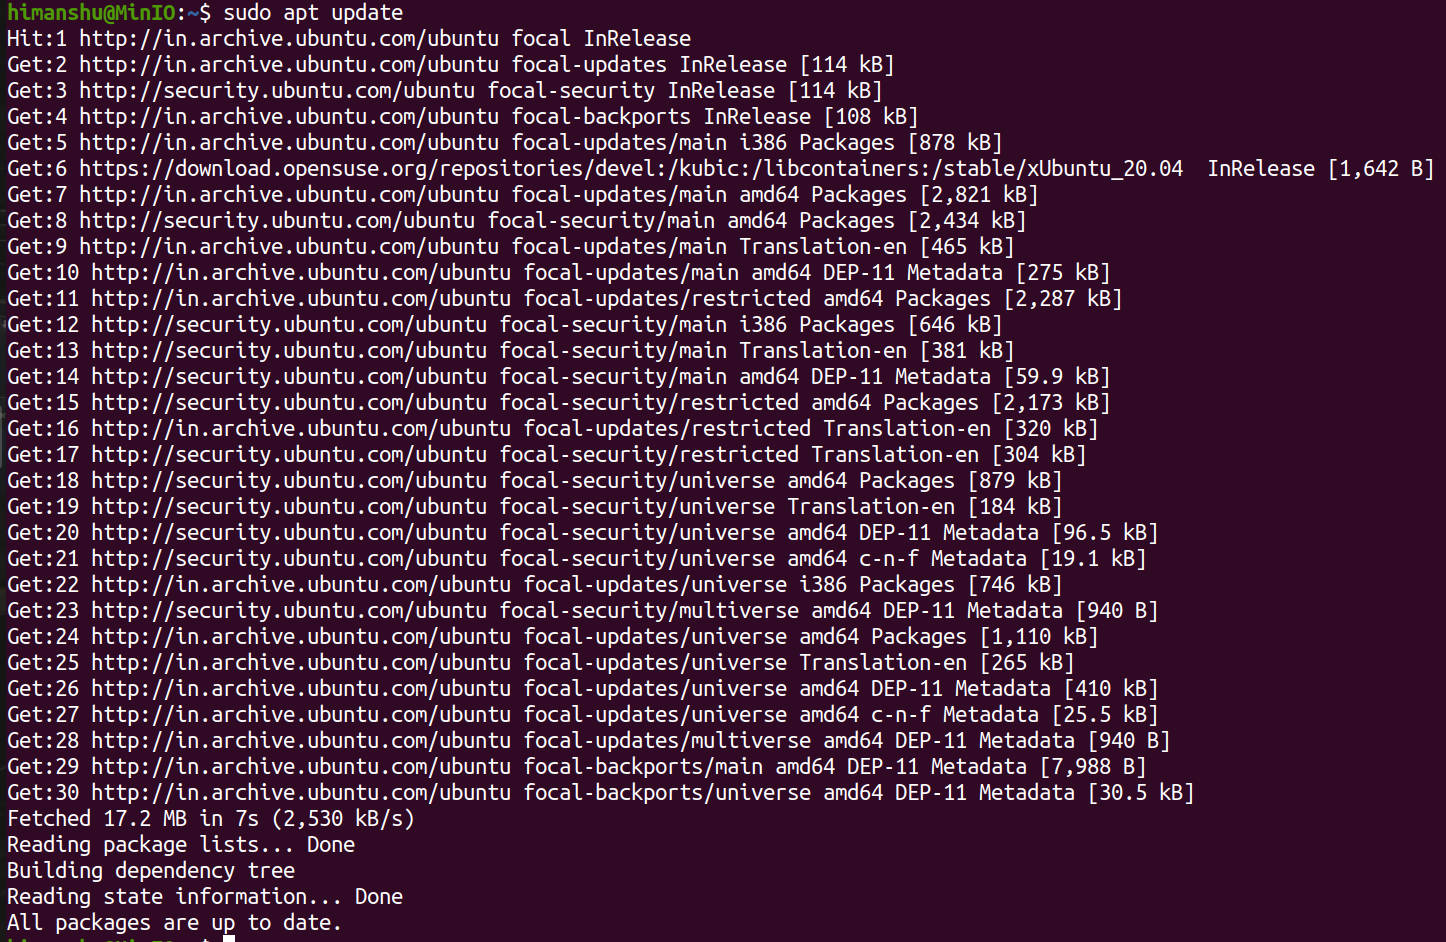 himanshu@MinIO:~$ sudo apt update
Hit:1 http://in.archive.ubuntu.com/ubuntu focal InRelease
Get:2 http://in.archive.ubuntu.com/ubuntu focal-updates InRelease [114 kB]
Get:3 http://security.ubuntu.com/ubuntu focal-security InRelease [114 kB]
Get:4 http://in.archive.ubuntu.com/ubuntu focal-backports InRelease [108 kB]
Get:5 http://in.archive.ubuntu.com/ubuntu focal-updates/main i386 Packages [878 kB]
Get:6 https://download.opensuse.org/repositories/devel:/kubic:/libcontainers:/stable/xUbuntu_20.04  InRelease [1,642 B]
Get:7 http://in.archive.ubuntu.com/ubuntu focal-updates/main amd64 Packages [2,821 kB]
Get:8 http://security.ubuntu.com/ubuntu focal-security/main amd64 Packages [2,434 kB]
Get:9 http://in.archive.ubuntu.com/ubuntu focal-updates/main Translation-en [465 kB]
Get:10 http://in.archive.ubuntu.com/ubuntu focal-updates/main amd64 DEP-11 Metadata [275 kB]
Get:11 http://in.archive.ubuntu.com/ubuntu focal-updates/restricted amd64 Packages [2,287 kB]
Get:12 http://security.ubuntu.com/ubuntu focal-security/main i386 Packages [646 kB]
Get:13 http://security.ubuntu.com/ubuntu focal-security/main Translation-en [381 kB]
Get:14 http://security.ubuntu.com/ubuntu focal-security/main amd64 DEP-11 Metadata [59.9 kB]
Get:15 http://security.ubuntu.com/ubuntu focal-security/restricted amd64 Packages [2,173 kB]
Get:16 http://in.archive.ubuntu.com/ubuntu focal-updates/restricted Translation-en [320 kB]
Get:17 http://security.ubuntu.com/ubuntu focal-security/restricted Translation-en [304 kB]
Get:18 http://security.ubuntu.com/ubuntu focal-security/universe amd64 Packages [879 kB]
Get:19 http://security.ubuntu.com/ubuntu focal-security/universe Translation-en [184 kB]
Get:20 http://security.ubuntu.com/ubuntu focal-security/universe amd64 DEP-11 Metadata [96.5 kB]
Get:21 http://security.ubuntu.com/ubuntu focal-security/universe amd64 c-n-f Metadata [19.1 kB]
Get:22 http://in.archive.ubuntu.com/ubuntu focal-updates/universe i386 Packages [746 kB]
Get:23 http://security.ubuntu.com/ubuntu focal-security/multiverse amd64 DEP-11 Metadata [940 B]
Get:24 http://in.archive.ubuntu.com/ubuntu focal-updates/universe amd64 Packages [1,110 kB]
Get:25 http://in.archive.ubuntu.com/ubuntu focal-updates/universe Translation-en [265 kB]
Get:26 http://in.archive.ubuntu.com/ubuntu focal-updates/universe amd64 DEP-11 Metadata [410 kB]
Get:27 http://in.archive.ubuntu.com/ubuntu focal-updates/universe amd64 c-n-f Metadata [25.5 kB]
Get:28 http://in.archive.ubuntu.com/ubuntu focal-updates/multiverse amd64 DEP-11 Metadata [940 B]
Get:29 http://in.archive.ubuntu.com/ubuntu focal-backports/main amd64 DEP-11 Metadata [7,988 B]
Get:30 http://in.archive.ubuntu.com/ubuntu focal-backports/universe amd64 DEP-11 Metadata [30.5 kB]
Fetched 17.2 MB in 7s (2,530 kB/s)
Reading package lists... Done
Building dependency tree
Reading state information... Done
All packages are up to date.